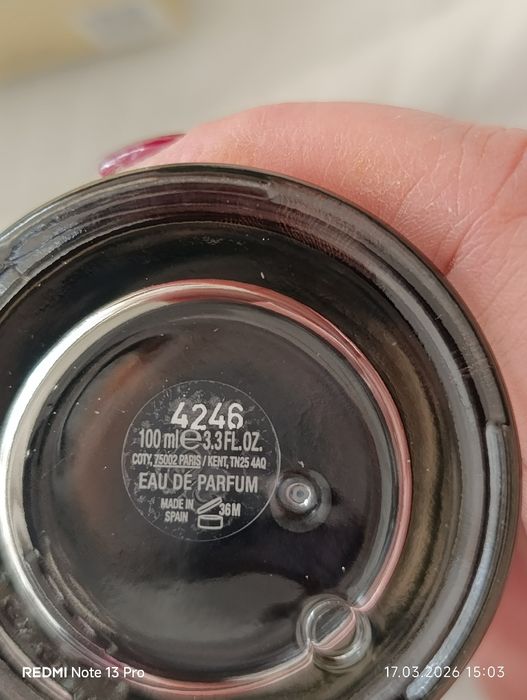 4246
100 ml e 3.3 FL.OZ.
COTY, 75002 PARIS / KENT, TN25 4AQ
EAU DE PARFUM
MADE IN
SPAIN
36M
REDMI Note 13 Pro
17.03.2026 15:03